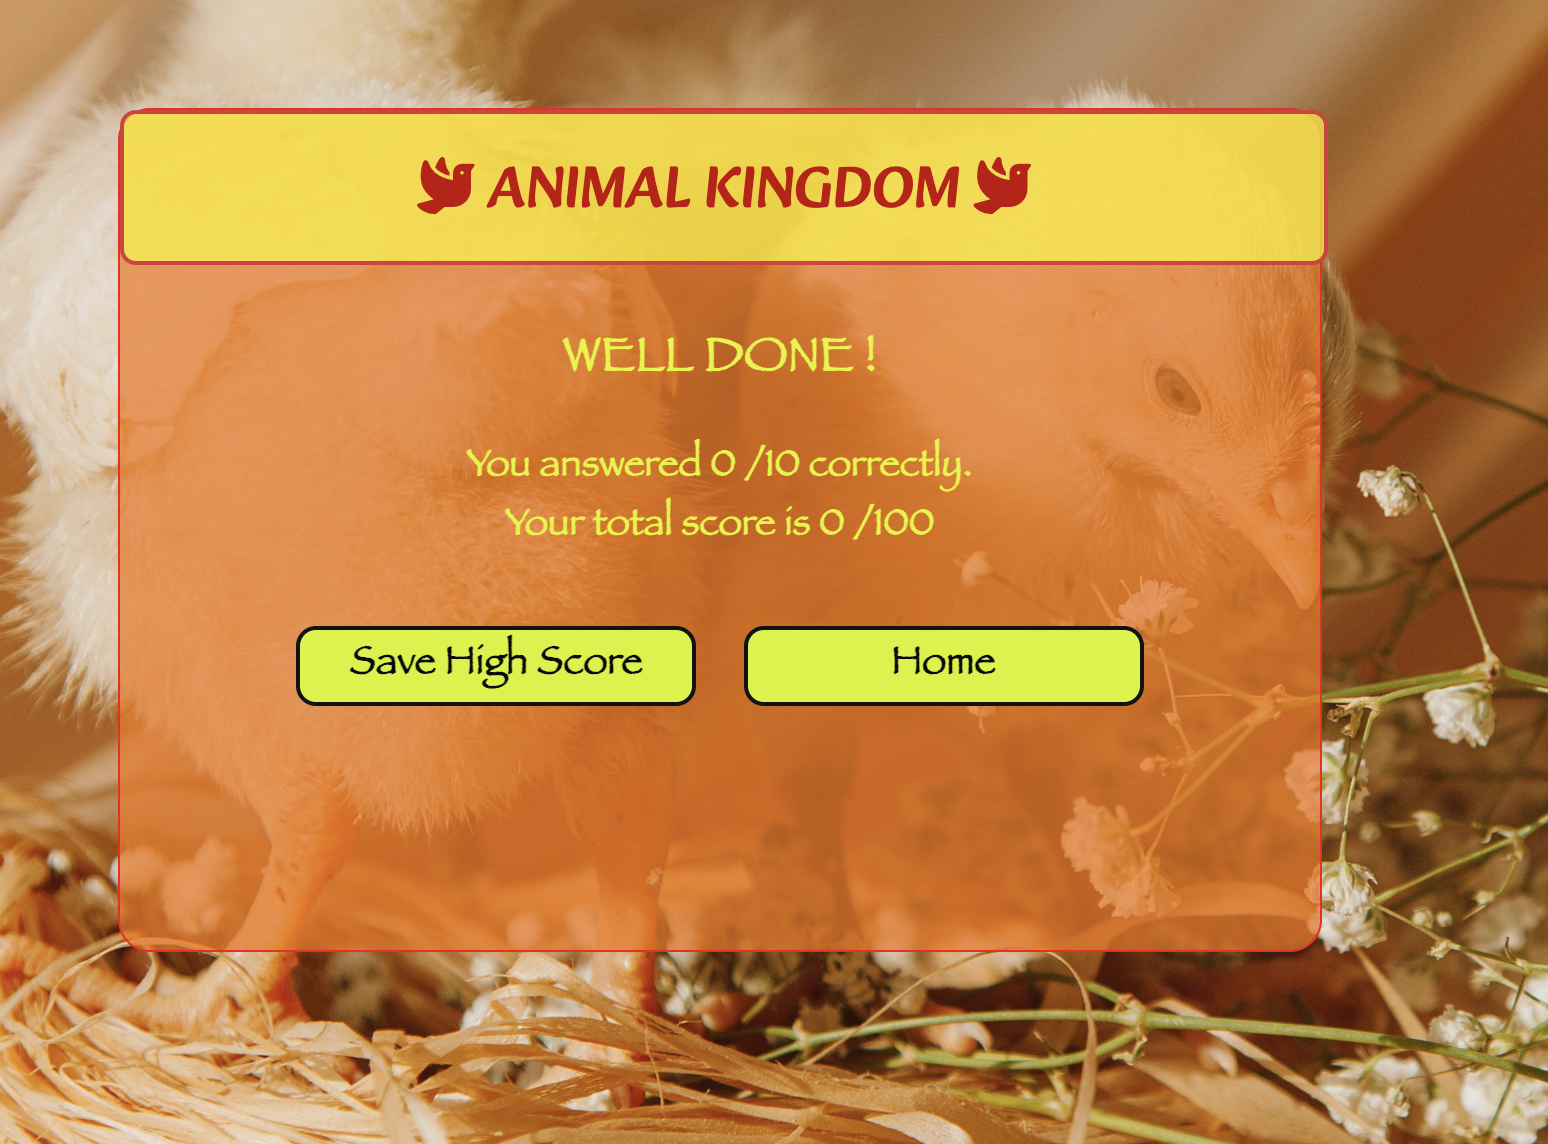 ANIMAL KINGDOM
WELL DONE !
You answered 0 /10 correctly.
Your total score is 0 /100
Save High Score
Home